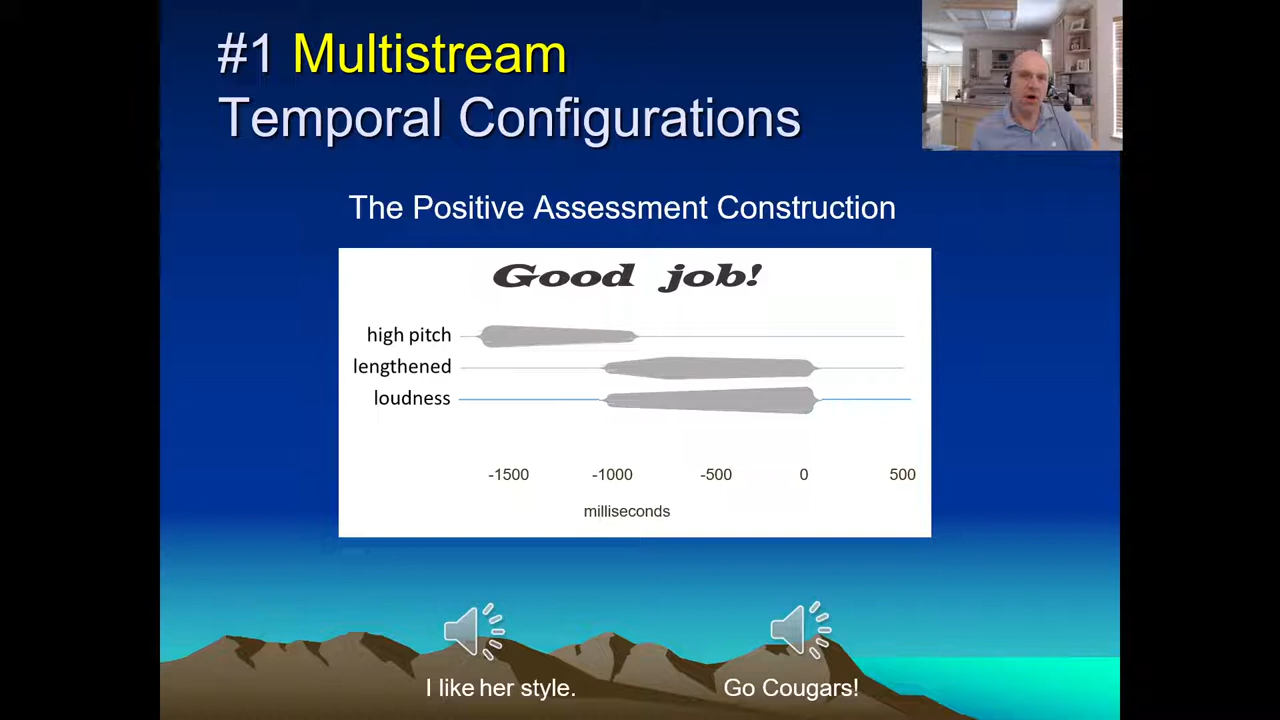 #1 Multistream
Temporal Configurations
The Positive Assessment Construction
Good job!
high pitch
lengthened
loudness
-1500 -1000 -500 0 500
milliseconds
I like her style. Go Cougars!